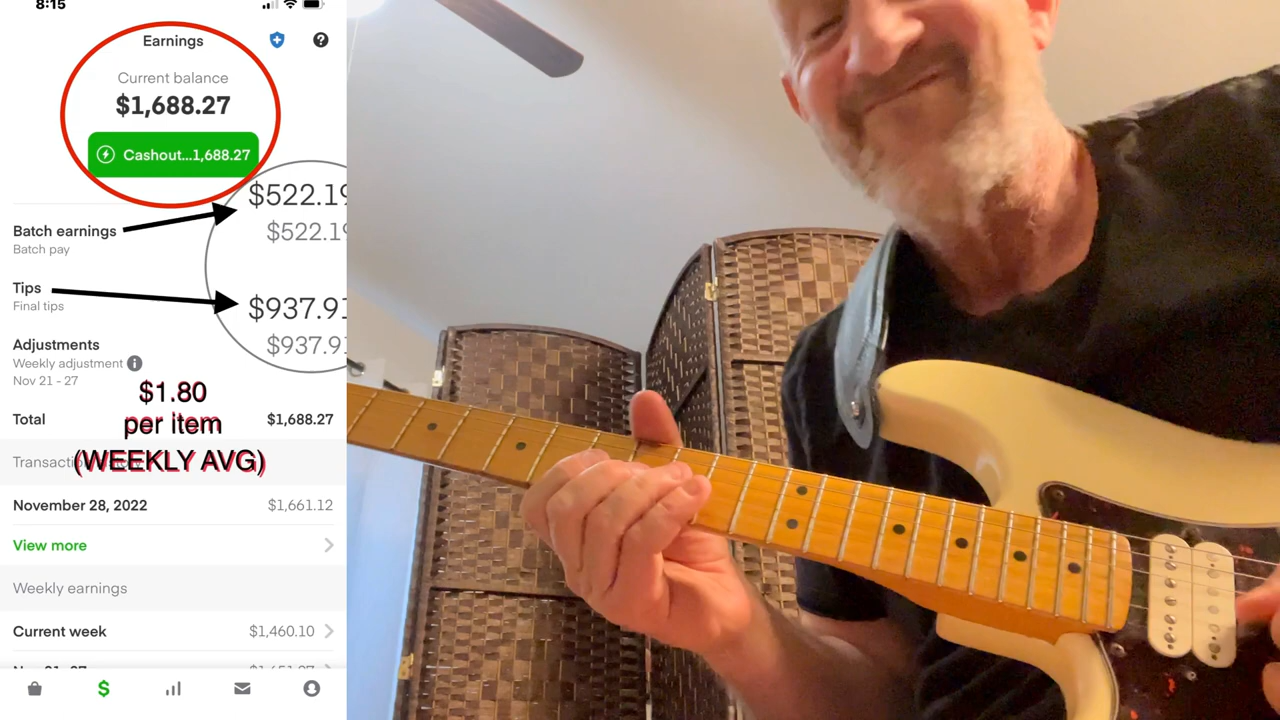 8:15
Earnings
Current balance
$1,688.27
Cashout...1,688.27
$522.19
Batch earnings
$522.19
Batch pay
Tips
$937.91
Final tips
$937.91
Adjustments
Weekly adjustment
Nov 21 - 27
$1.80
per item
Total $1,688.27
(WEEKLY AVG)
November 28, 2022 $1,661.12
View more
Weekly earnings
Current week $1,460.10